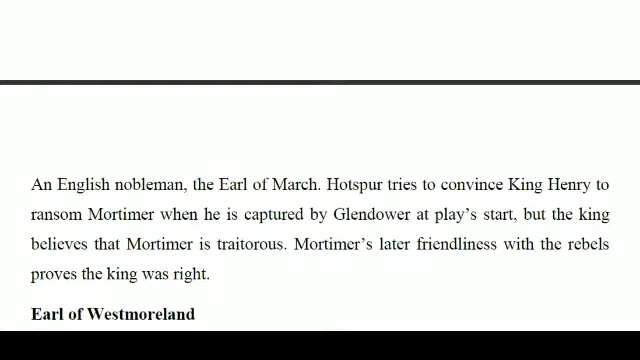 An English nobleman, the Earl of March. Hotspur tries to convince King Henry to
ransom Mortimer when he is captured by Glendower at play’s start, but the king
believes that Mortimer is traitorous. Mortimer’s later friendliness with the rebels
proves the king was right.
Earl of Westmoreland